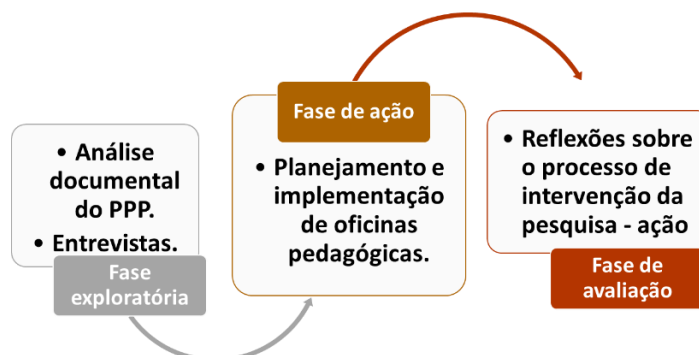 • Análise
documental
do PPP.
• Entrevistas.
Fase
exploratória
Fase de ação
• Planejamento e
implementação
de oficinas
pedagógicas.
• Reflexões sobre
o processo de
intervenção da
pesquisa - ação
Fase de
avaliação